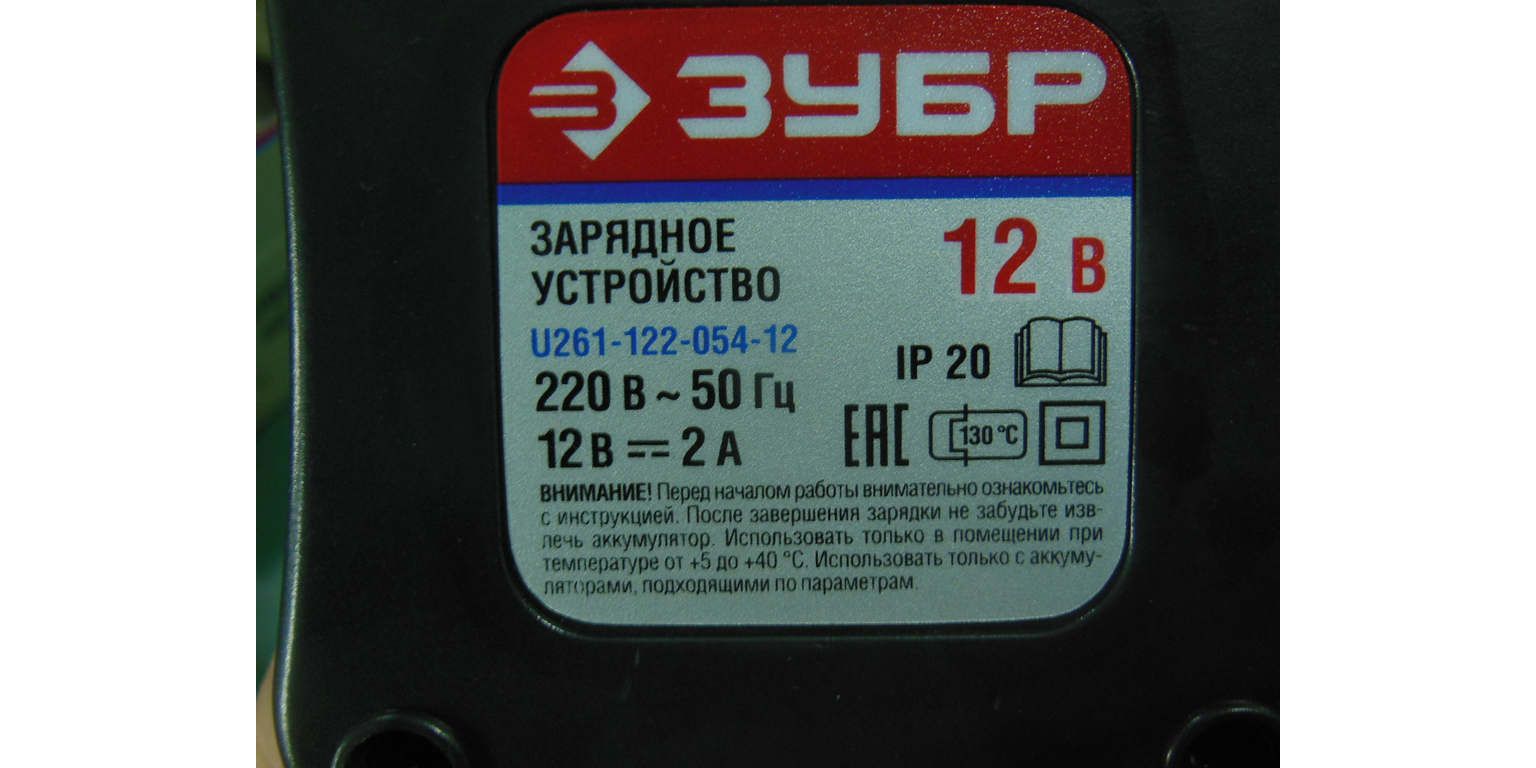 ЗУБР
ЗАРЯДНОЕ
УСТРОЙСТВО
12 В
U261-122-054-12
220 В ~ 50 Гц
IP 20
12 В ⎓ 2 А
EAC
130 °C
ВНИМАНИЕ! Перед началом работы внимательно ознакомьтесь
с инструкцией. После завершения зарядки не забудьте изв-
лечь аккумулятор. Использовать только в помещении при
температуре от +5 до +40 °С. Использовать только с аккуму-
ляторами, подходящими по параметрам.